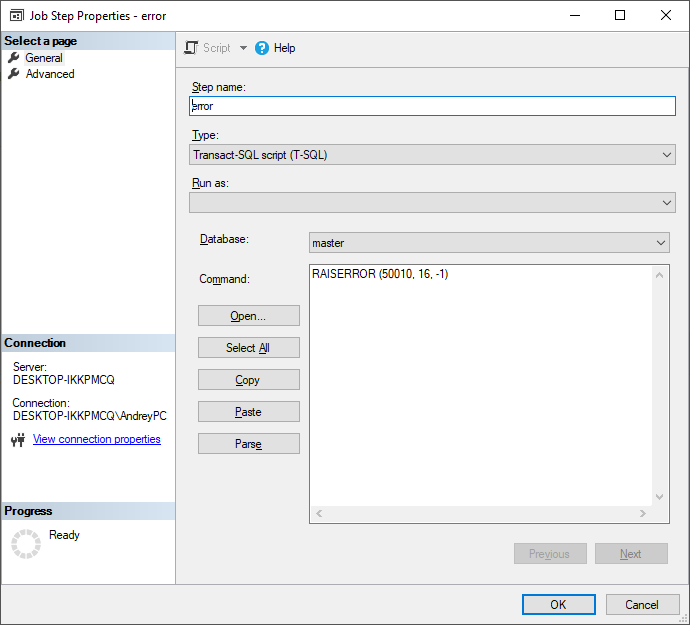 Job Step Properties - error
Select a page
General
Advanced
Script
Help
Step name:
error
Type:
Transact-SQL script (T-SQL)
Run as:
Database:
master
Command:
RAISERROR (50010, 16, -1)
Open...
Select All
Copy
Paste
Parse
Connection
Server:
DESKTOP-IKKPMCQ
Connection:
DESKTOP-IKKPMCQ\AndreyPC
View connection properties
Progress
Ready
Previous
Next
OK
Cancel